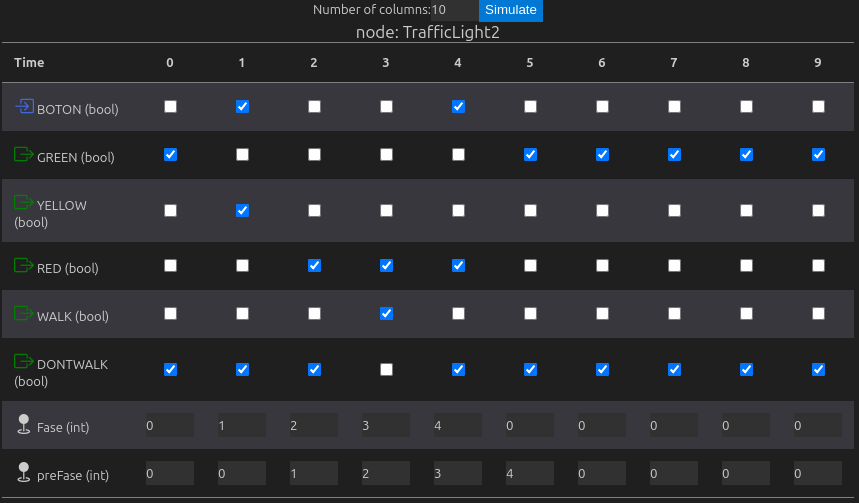 Number of columns:10 Simulate
node: TrafficLight2
Time 0 1 2 3 4 5 6 7 8 9
BOTON (bool)
GREEN (bool)
YELLOW
(bool)
RED (bool)
WALK (bool)
DONTWALK
(bool)
Fase (int) 0 1 2 3 4 0 0 0 0 0
preFase (int) 0 0 1 2 3 4 0 0 0 0